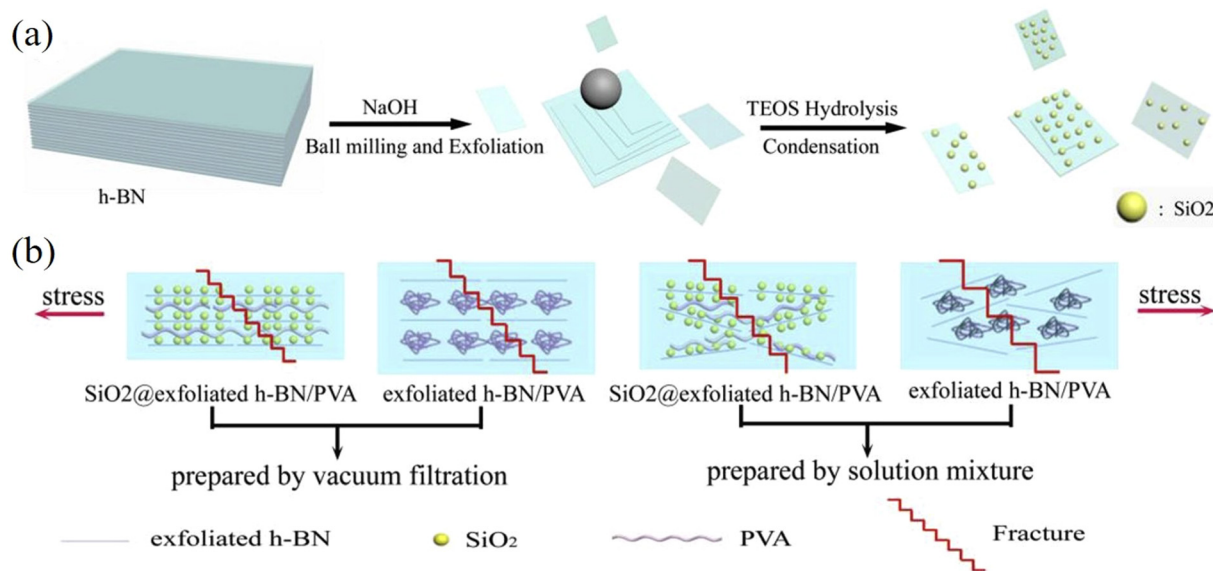 (a)
h-BN
NaOH
Ball milling and Exfoliation
TEOS Hydrolysis
Condensation
: SiO2
(b)
stress
stress
SiO2@exfoliated h-BN/PVA
exfoliated h-BN/PVA
SiO2@exfoliated h-BN/PVA
exfoliated h-BN/PVA
prepared by vacuum filtration
prepared by solution mixture
exfoliated h-BN
SiO₂
PVA
Fracture